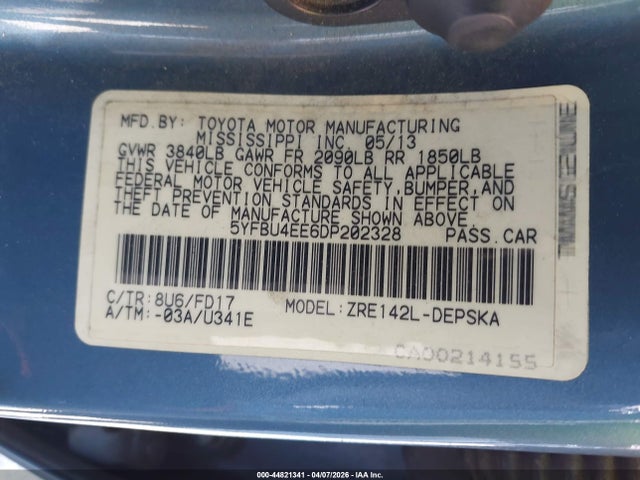 MFD.BY: TOYOTA MOTOR MANUFACTURING
MISSISSIPPI INC. 05/13
GVWR 3840LB GAWR FR 2090LB RR 1850LB
THIS VEHICLE CONFORMS TO ALL APPLICABLE
FEDERAL MOTOR VEHICLE SAFETY,BUMPER,AND
THEFT PREVENTION STANDARDS IN EFFECT ON
THE DATE OF MANUFACTURE SHOWN ABOVE.
5YFBU4EE6DP202328 PASS.CAR
C/TR:8U6/FD17 MODEL:ZRE142L-DEPSKA
A/TM:-03A/U341E
CA00214155
000-44821341 - 04/07/2026 - IAA Inc.